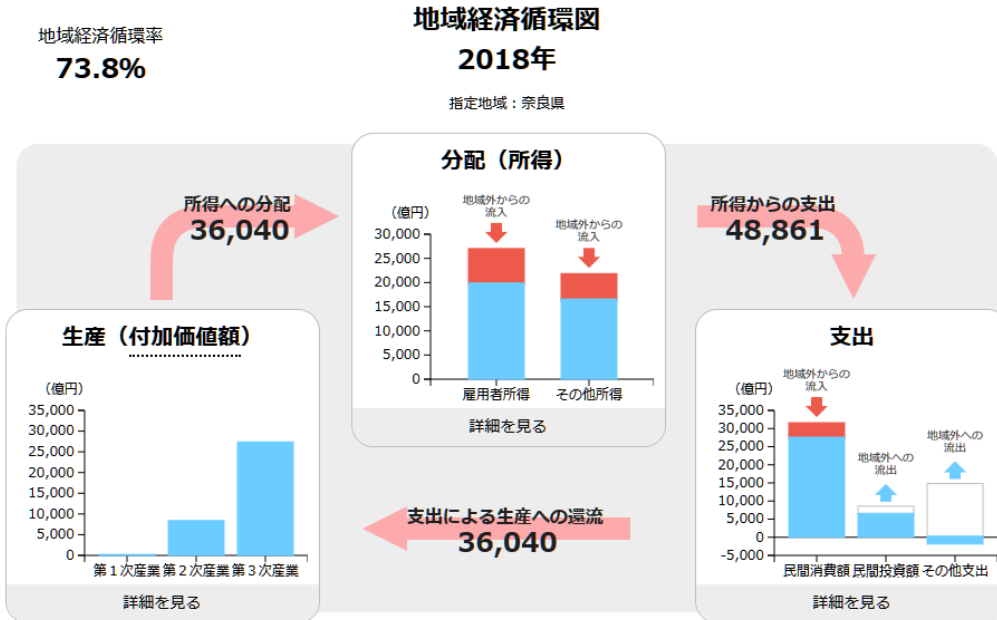 地域経済循環図
2018年
指定地域：奈良県
地域経済循環率
73.8%
所得への分配
36,040
分配（所得）
（億円）
地域外からの
流入
地域外からの
流入
30,000
25,000
20,000
15,000
10,000
5,000
0
雇用者所得
その他所得
詳細を見る
所得からの支出
48,861
生産（付加価値額）
（億円）
35,000
30,000
25,000
20,000
15,000
10,000
5,000
0
第１次産業
第２次産業
第３次産業
詳細を見る
支出による生産への還流
36,040
支出
（億円）
地域外からの
流入
地域外への
流出
地域外への
流出
35,000
30,000
25,000
20,000
15,000
10,000
5,000
0
-5,000
民間消費額
民間投資額
その他支出
詳細を見る